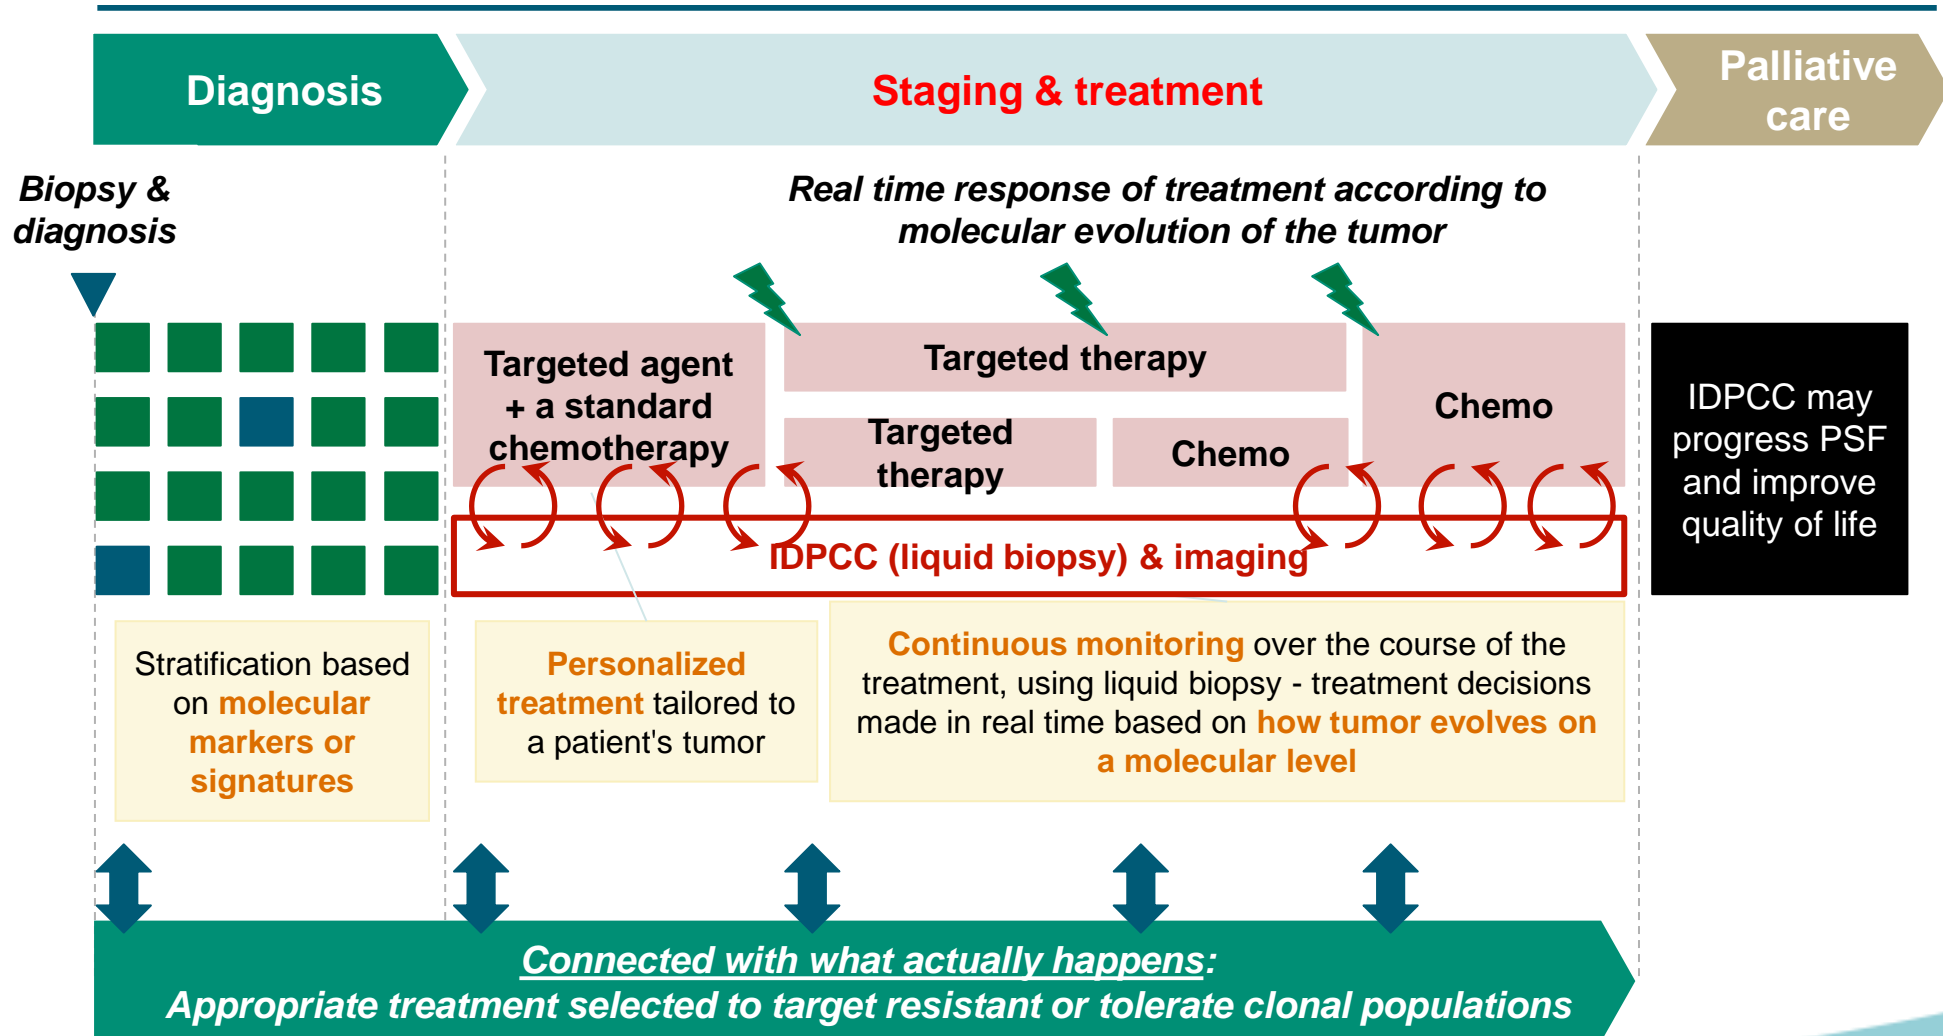 Diagnosis
Staging & treatment
Palliative
care
Biopsy &
diagnosis
Real time response of treatment according to
molecular evolution of the tumor
Targeted agent
+ a standard
chemotherapy
Targeted therapy
Targeted
therapy
Chemo
Chemo
IDPCC may
progress PSF
and improve
quality of life
IDPCC (liquid biopsy) & imaging
Stratification based
on molecular
markers or
signatures
Personalized
treatment tailored to
a patient's tumor
Continuous monitoring over the course of the
treatment, using liquid biopsy - treatment decisions
made in real time based on how tumor evolves on
a molecular level
Connected with what actually happens:
Appropriate treatment selected to target resistant or tolerate clonal populations